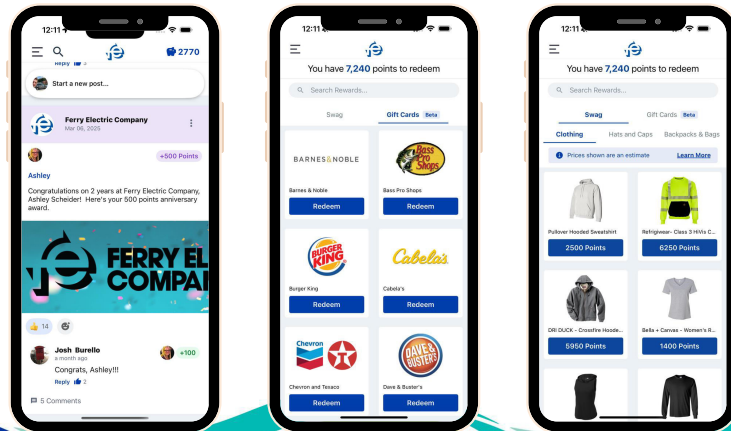 12:11
2770
Reply 3
Start a new post...
Ferry Electric Company
Mar 06, 2025
+500 Points
Ashley
Congratulations on 2 years at Ferry Electric Company,
Ashley Scheider! Here's your 500 points anniversary
award.
FERRY EL
COMPA
14
Josh Burello
a month ago
+100
Congrats, Ashley!!!
Reply 2
5 Comments
12:11
You have 7,240 points to redeem
Search Rewards...
Swag
Gift Cards Beta
BARNES&NOBLE
Bass Pro Shops
Barnes & Noble
Bass Pro Shops
Redeem
Redeem
BURGER KING
Cabela's
Burger King
Cabela's
Redeem
Redeem
Chevron
DAVE & BUSTER'S
Chevron and Texaco
Dave & Buster's
Redeem
Redeem
12:11
You have 7,240 points to redeem
Search Rewards...
Swag
Gift Cards Beta
Clothing
Hats and Caps
Backpacks & Bags
Prices shown are an estimate
Learn More
Pullover Hooded Sweatshirt
Refrigiwear- Class 3 HiVis C...
2500 Points
6250 Points
DRI DUCK - Crossfire Hoode...
Bella + Canvas - Women's R...
5950 Points
1400 Points